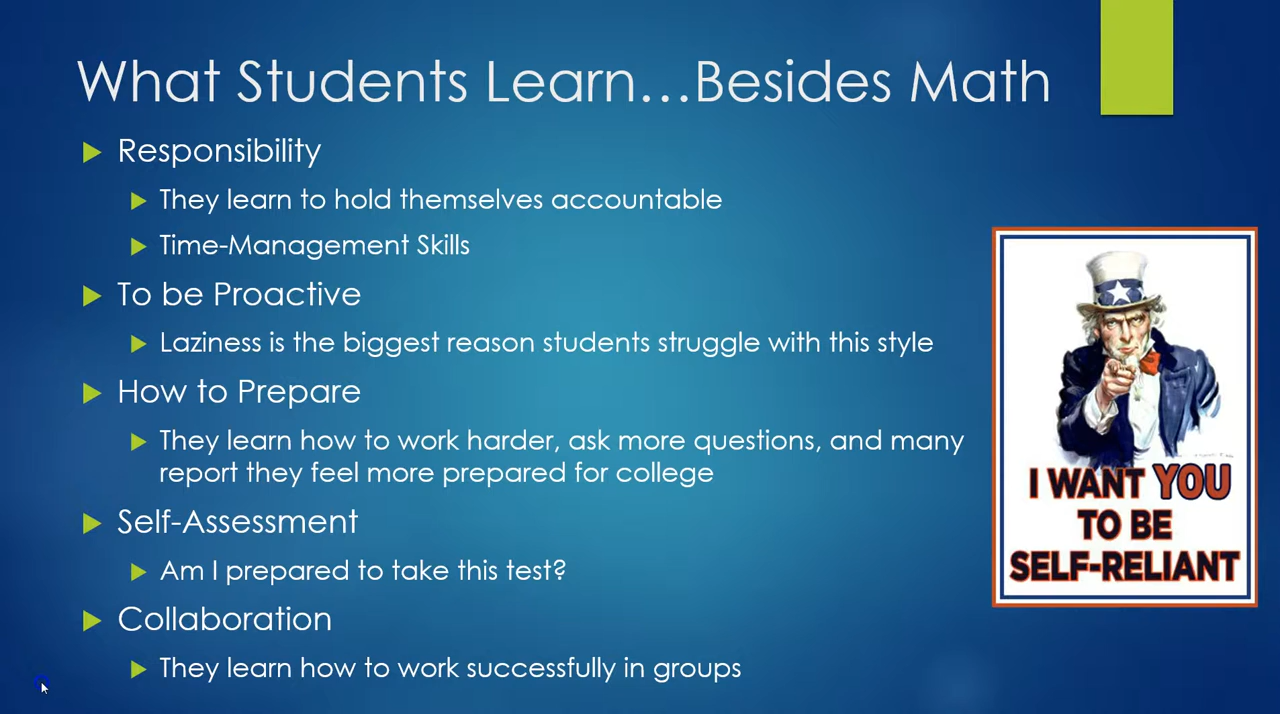 What Students Learn…Besides Math
Responsibility
They learn to hold themselves accountable
Time-Management Skills
To be Proactive
Laziness is the biggest reason students struggle with this style
How to Prepare
They learn how to work harder, ask more questions, and many
report they feel more prepared for college
Self-Assessment
Am I prepared to take this test?
Collaboration
They learn how to work successfully in groups
I WANT YOU
TO BE
SELF-RELIANT